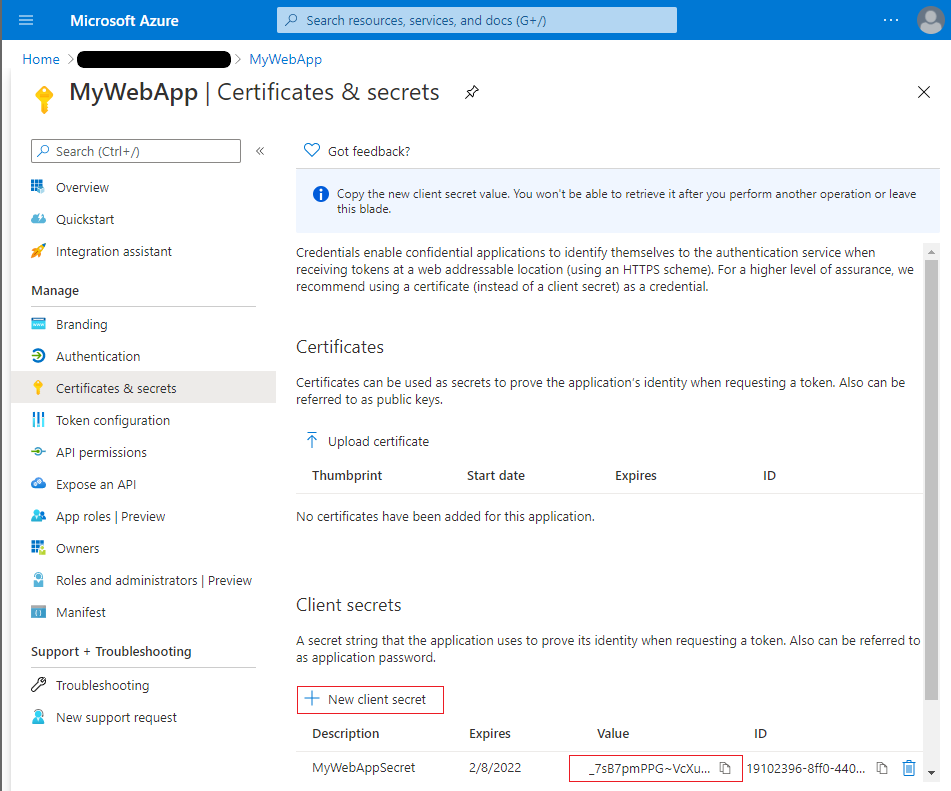 Microsoft Azure
Search resources, services, and docs (G+/)
Home > > MyWebApp
MyWebApp | Certificates & secrets
Search (Ctrl+/)
Overview
Quickstart
Integration assistant
Manage
Branding
Authentication
Certificates & secrets
Token configuration
API permissions
Expose an API
App roles | Preview
Owners
Roles and administrators | Preview
Manifest
Support + Troubleshooting
Troubleshooting
New support request
Got feedback?
Copy the new client secret value. You won't be able to retrieve it after you perform another operation or leave
this blade.
Credentials enable confidential applications to identify themselves to the authentication service when
receiving tokens at a web addressable location (using an HTTPS scheme). For a higher level of assurance, we
recommend using a certificate (instead of a client secret) as a credential.
Certificates
Certificates can be used as secrets to prove the application's identity when requesting a token. Also can be
referred to as public keys.
Upload certificate
Thumbprint Start date Expires ID
No certificates have been added for this application.
Client secrets
A secret string that the application uses to prove its identity when requesting a token. Also can be referred to
as application password.
New client secret
Description Expires Value ID
MyWebAppSecret 2/8/2022 _7sB7pmPPG~VcXu... 19102396-8ff0-440...